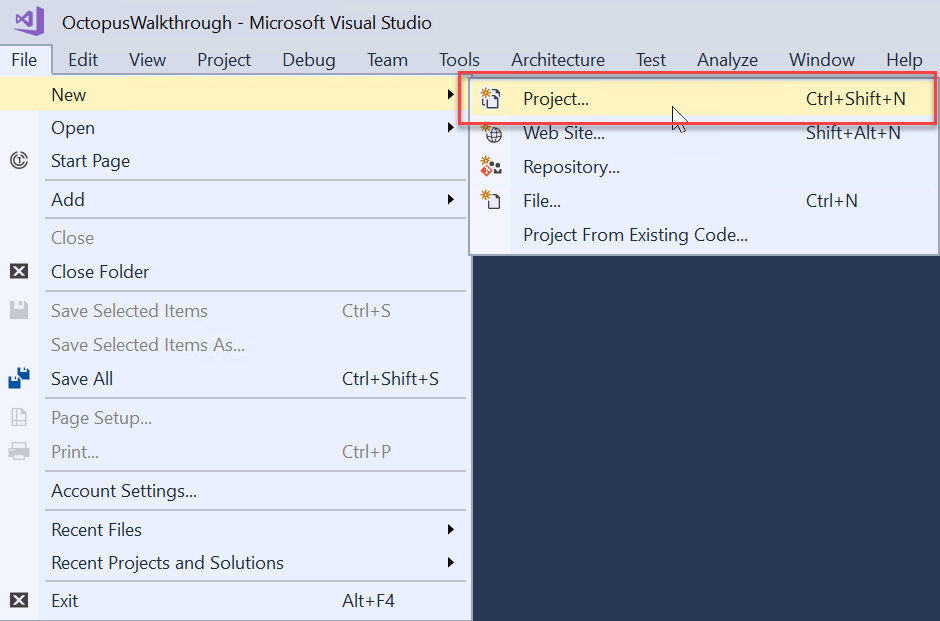 OctopusWalkthrough - Microsoft Visual Studio
File Edit View Project Debug Team Tools Architecture Test Analyze Window Help
New
Open
Start Page
Add
Close
Close Folder
Save Selected Items Ctrl+S
Save Selected Items As...
Save All Ctrl+Shift+S
Page Setup...
Print... Ctrl+P
Account Settings...
Recent Files
Recent Projects and Solutions
Exit Alt+F4
Project... Ctrl+Shift+N
Web Site... Shift+Alt+N
Repository...
File... Ctrl+N
Project From Existing Code...